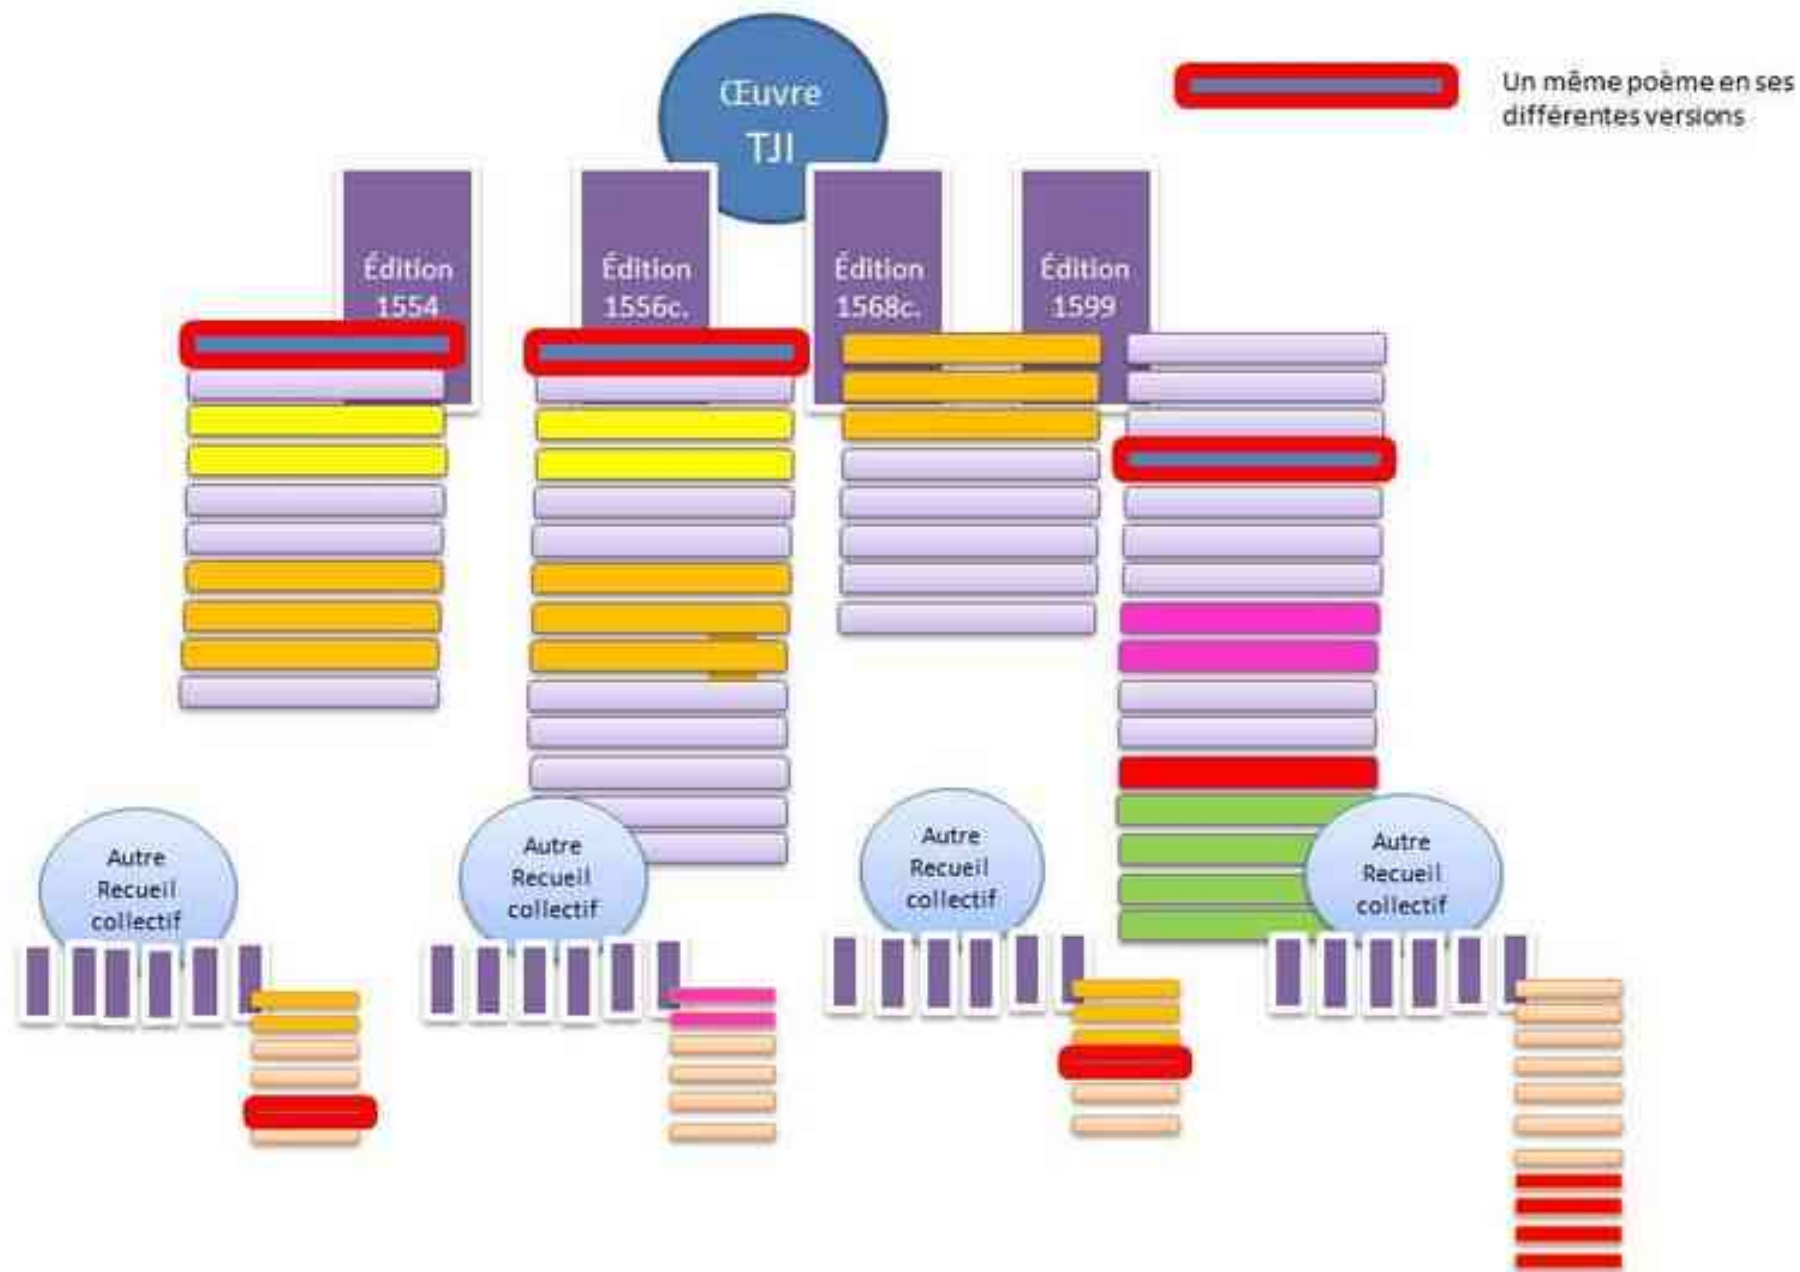 Œuvre
TJI
Un même poème en ses
différentes versions
Édition
1554
Édition
1556c.
Édition
1568c.
Édition
1599
Autre
Recueil
collectif
Autre
Recueil
collectif
Autre
Recueil
collectif
Autre
Recueil
collectif